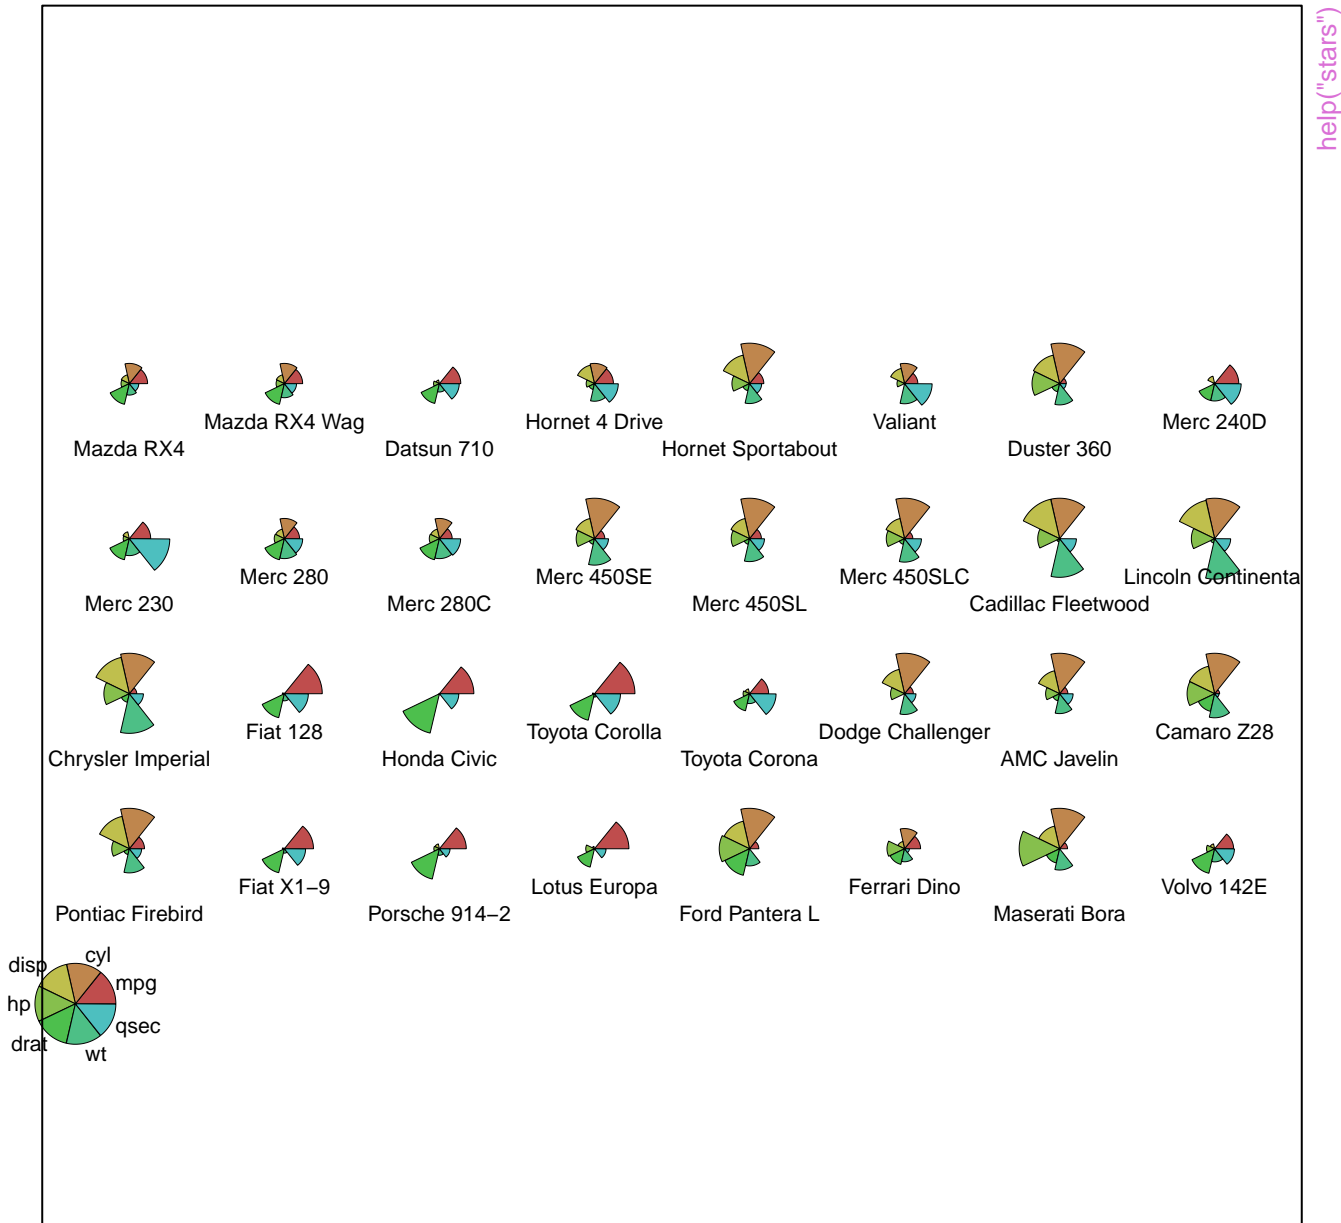 help("stars")
Mazda RX4
Mazda RX4 Wag
Datsun 710
Hornet 4 Drive
Hornet Sportabout
Valiant
Duster 360
Merc 240D
Merc 230
Merc 280
Merc 280C
Merc 450SE
Merc 450SL
Merc 450SLC
Cadillac Fleetwood
Lincoln Continenta
Chrysler Imperial
Fiat 128
Honda Civic
Toyota Corolla
Toyota Corona
Dodge Challenger
AMC Javelin
Camaro Z28
Pontiac Firebird
Fiat X1−9
Porsche 914−2
Lotus Europa
Ford Pantera L
Ferrari Dino
Maserati Bora
Volvo 142E
mpg
cyl
disp
hp
drat
wt
qsec